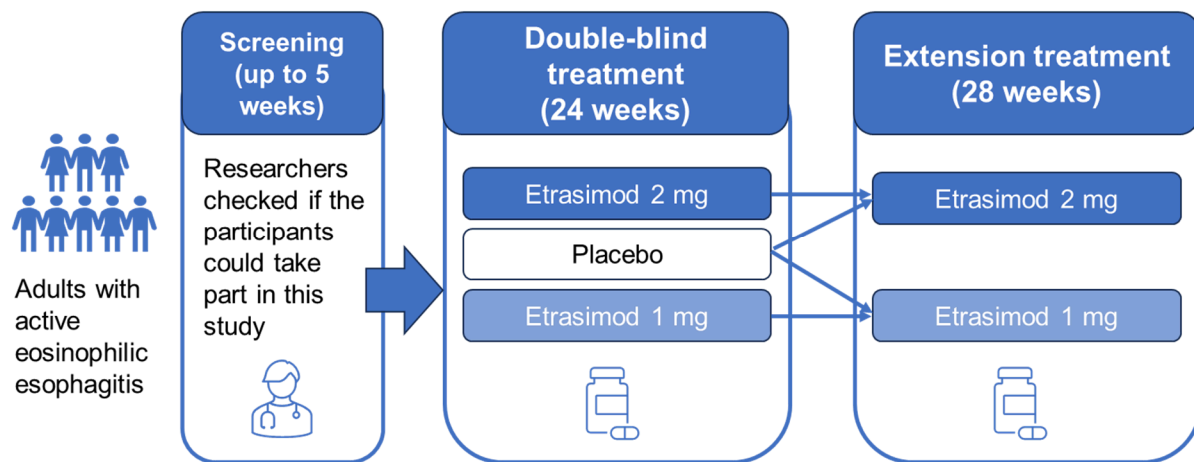 Adults with
active
eosinophilic
esophagitis
Screening
(up to 5
weeks)
Researchers
checked if the
participants
could take
part in this
study
Double-blind
treatment
(24 weeks)
Etrasimod 2 mg
Placebo
Etrasimod 1 mg
Extension treatment
(28 weeks)
Etrasimod 2 mg
Etrasimod 1 mg